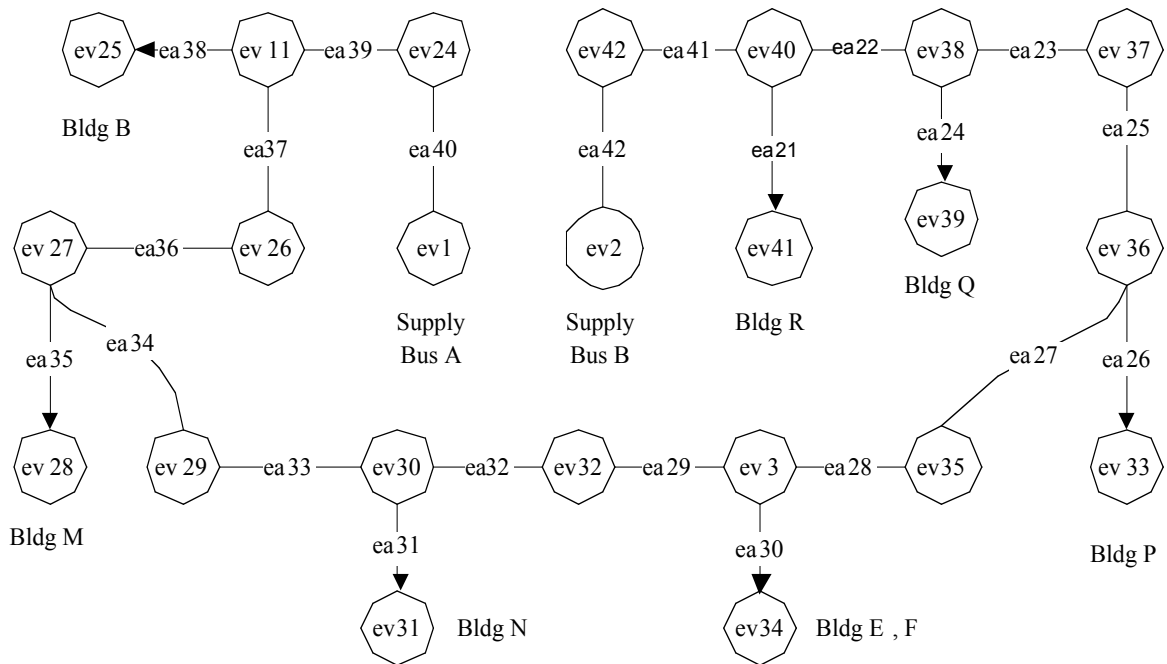 ev25 ea38 ev 11 ea39 ev24 ev42 ea41 ev40 ea22 ev38 ea23 ev 37
Bldg B
ea37 ea40 ea42 ea21 ea24 ea25
ev 27 ea36 ev 26 ev1 ev2 ev41 ev39 ev 36
Bldg Q
Supply
Bus A
Supply
Bus B
Bldg R
ea35 ea34 ea27 ea26
ev 28 ev 29 ea33 ev30 ea32 ev32 ea29 ev 3 ea28 ev35 ev 33
Bldg M
Bldg P
ea31 ea30
ev31 Bldg N ev34 Bldg E , F